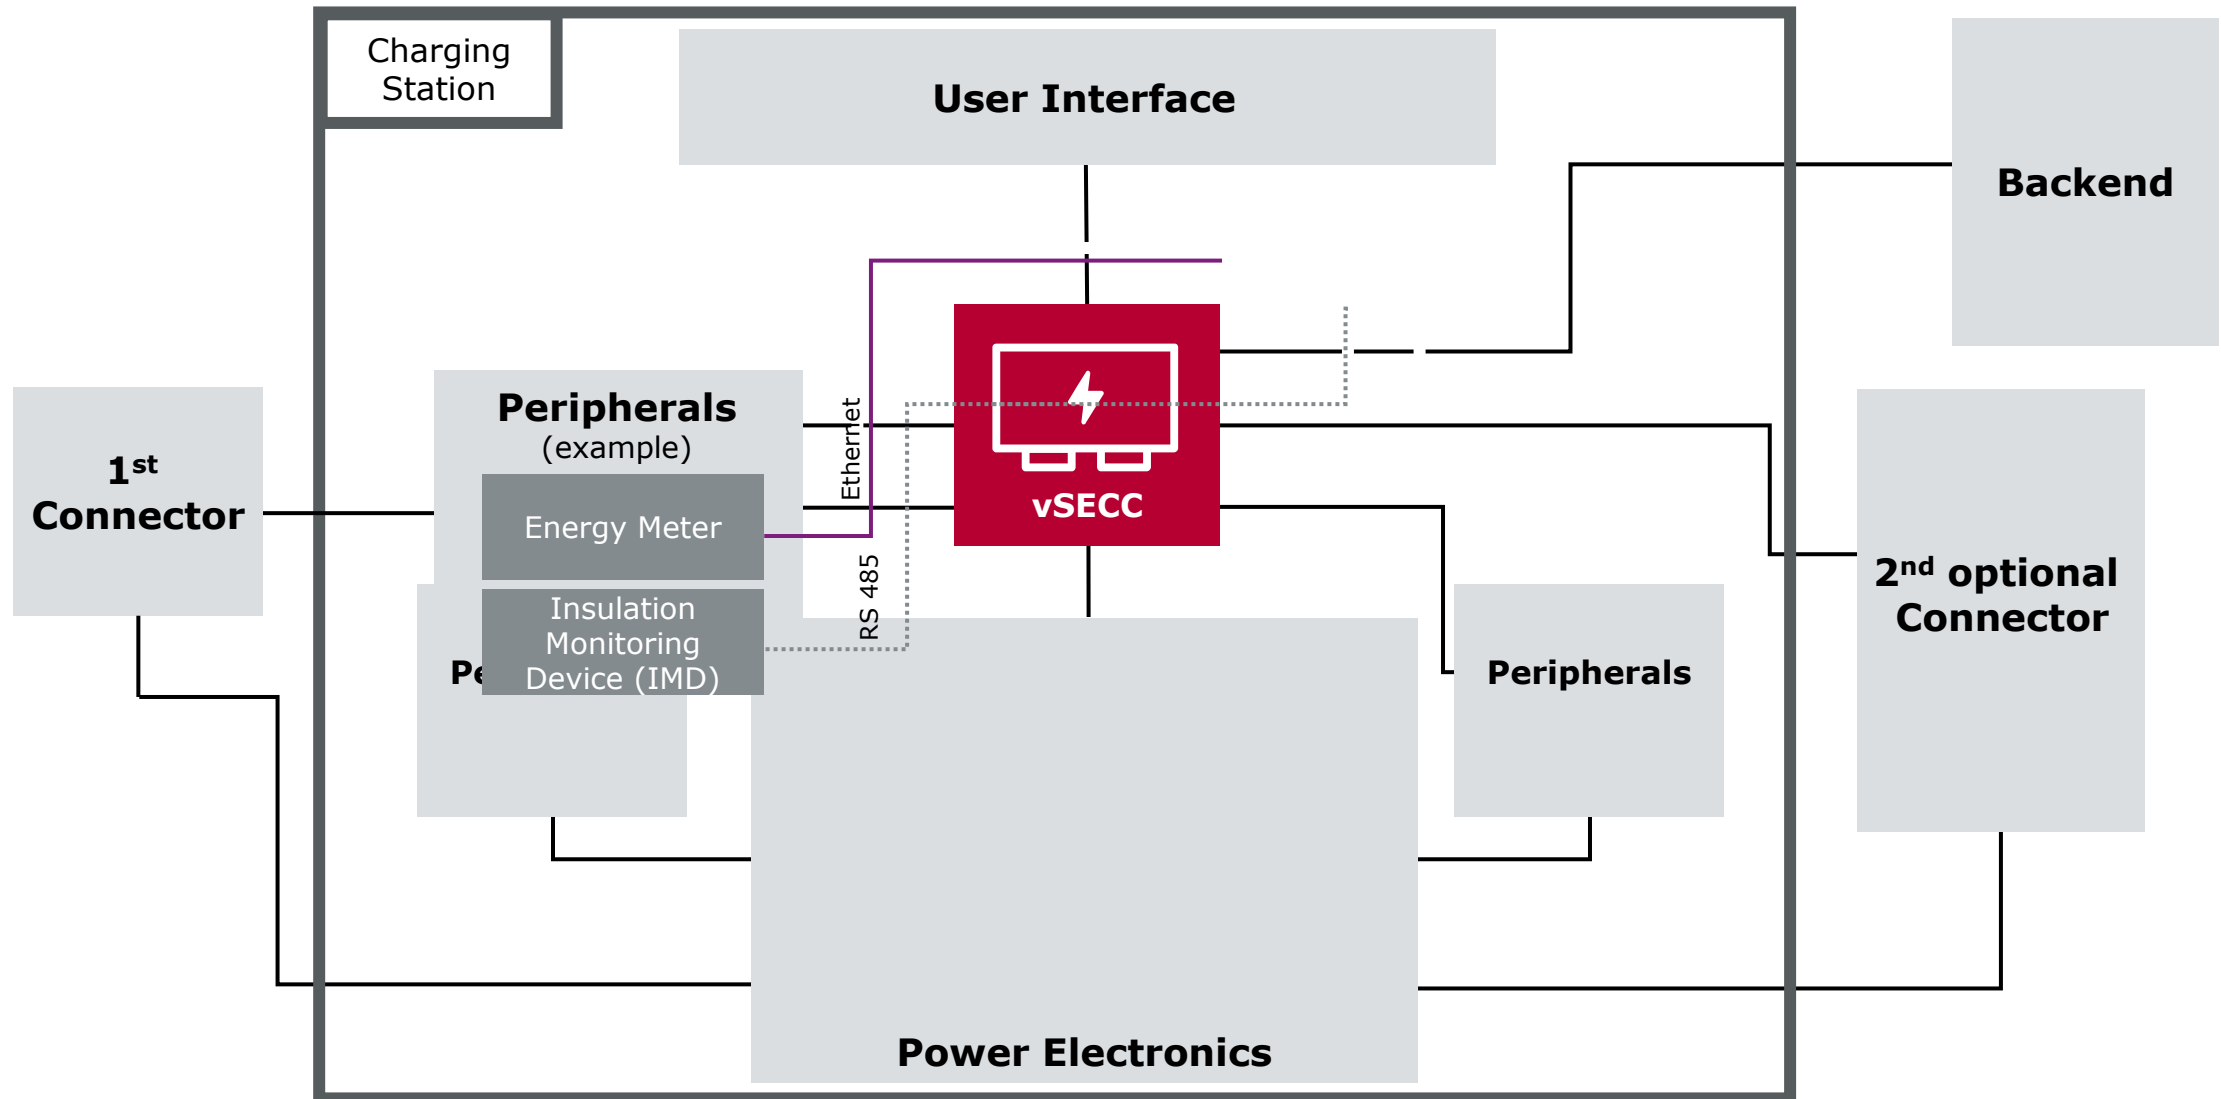 Charging
Station
User Interface
Backend
Peripherals
(example)
Ethernet
1st
Connector
vSECC
Energy Meter
RS 485
Insulation
Monitoring
Device (IMD)
Peripherals
2nd optional
Connector
Power Electronics